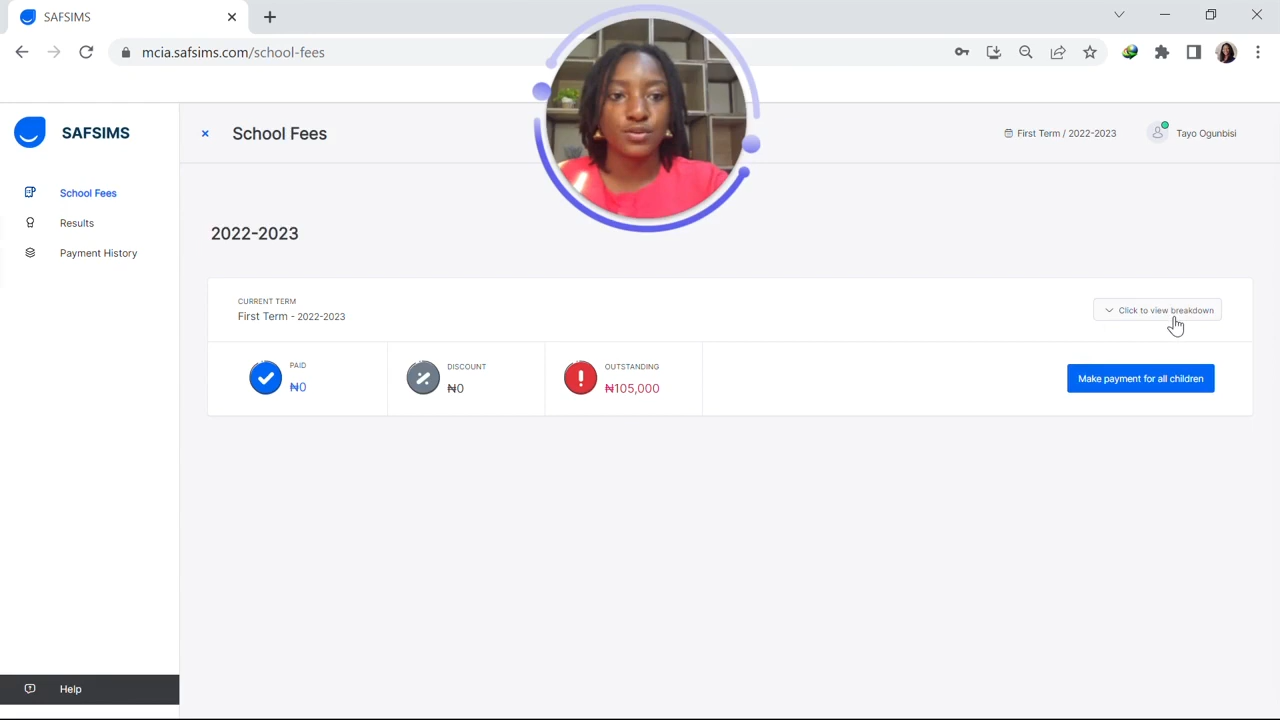 SAFSIMS
mcia.safsims.com/school-fees
SAFSIMS
School Fees
First Term / 2022-2023
Tayo Ogunbisi
School Fees
Results
Payment History
2022-2023
CURRENT TERM
First Term - 2022-2023
Click to view breakdown
PAID
₦0
DISCOUNT
₦0
OUTSTANDING
₦105,000
Make payment for all children
Help